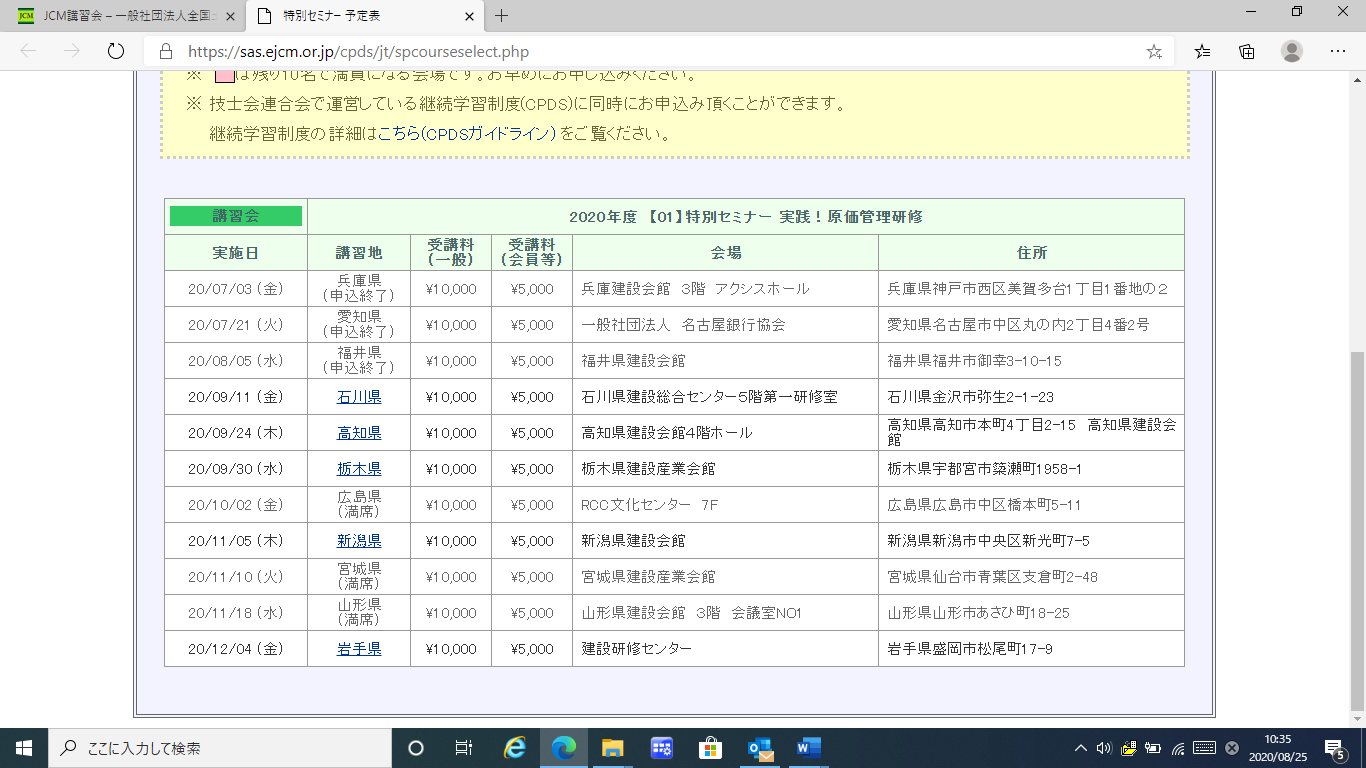 JCM講習会 – 一般社団法人全国土
特別セミナー 予定表
https://sas.ejcm.or.jp/cpds/jt/spcourseselect.php
※ は残り10名で満員になる会場です。お早めにお申し込みください。
※ 技士会連合会で運営している継続学習制度(CPDS)に同時にお申込み頂くことができます。
継続学習制度の詳細はこちら(CPDSガイドライン)をご覧ください。
講習会 2020年度 【01】特別セミナー 実践！原価管理研修
実施日 講習地 受講料(一般) 受講料(会員等) 会場 住所
20/07/03 (金) 兵庫県(申込終了) ¥10,000 ¥5,000 兵庫建設会館 3階 アクシスホール 兵庫県神戸市西区美賀多台1丁目1番地の2
20/07/21 (火) 愛知県(申込終了) ¥10,000 ¥5,000 一般社団法人 名古屋銀行協会 愛知県名古屋市中区丸の内2丁目4番2号
20/08/05 (水) 福井県(申込終了) ¥10,000 ¥5,000 福井県建設会館 福井県福井市御幸3-10-15
20/09/11 (金) 石川県 ¥10,000 ¥5,000 石川県建設総合センター5階第一研修室 石川県金沢市弥生2-1-23
20/09/24 (木) 高知県 ¥10,000 ¥5,000 高知県建設会館4階ホール 高知県高知市本町4丁目2-15 高知県建設会館
20/09/30 (水) 栃木県 ¥10,000 ¥5,000 栃木県建設産業会館 栃木県宇都宮市簗瀬町1958-1
20/10/02 (金) 広島県(満席) ¥10,000 ¥5,000 RCC文化センター 7F 広島県広島市中区橋本町5-11
20/11/05 (木) 新潟県 ¥10,000 ¥5,000 新潟県建設会館 新潟県新潟市中央区新光町7-5
20/11/10 (火) 宮城県(満席) ¥10,000 ¥5,000 宮城県建設産業会館 宮城県仙台市青葉区支倉町2-48
20/11/18 (水) 山形県(満席) ¥10,000 ¥5,000 山形県建設会館 3階 会議室NO1 山形県山形市あさひ町18-25
20/12/04 (金) 岩手県 ¥10,000 ¥5,000 建設研修センター 岩手県盛岡市松尾町17-9
ここに入力して検索
10:35
2020/08/25
5